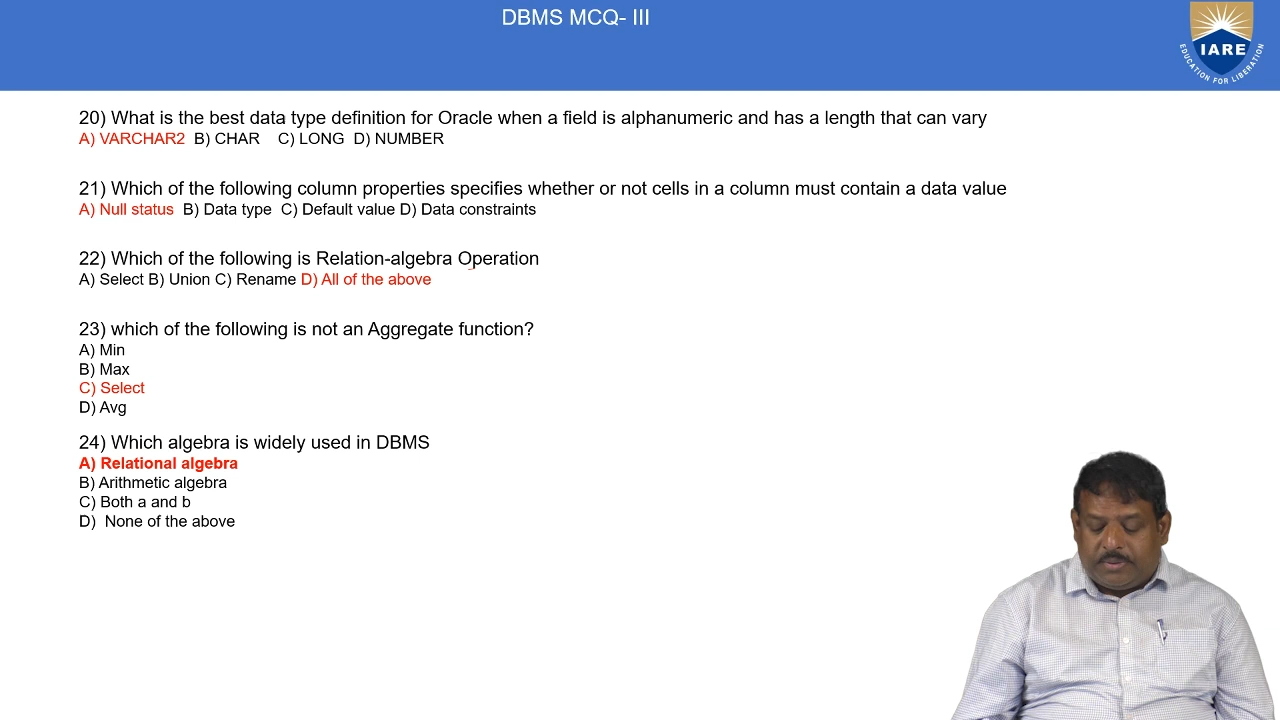 DBMS MCQ- III
IARE
EDUCATION FOR LIBERATION
20) What is the best data type definition for Oracle when a field is alphanumeric and has a length that can vary
A) VARCHAR2 B) CHAR C) LONG D) NUMBER
21) Which of the following column properties specifies whether or not cells in a column must contain a data value
A) Null status B) Data type C) Default value D) Data constraints
22) Which of the following is Relation-algebra Operation
A) Select B) Union C) Rename D) All of the above
23) which of the following is not an Aggregate function?
A) Min
B) Max
C) Select
D) Avg
24) Which algebra is widely used in DBMS
A) Relational algebra
B) Arithmetic algebra
C) Both a and b
D) None of the above